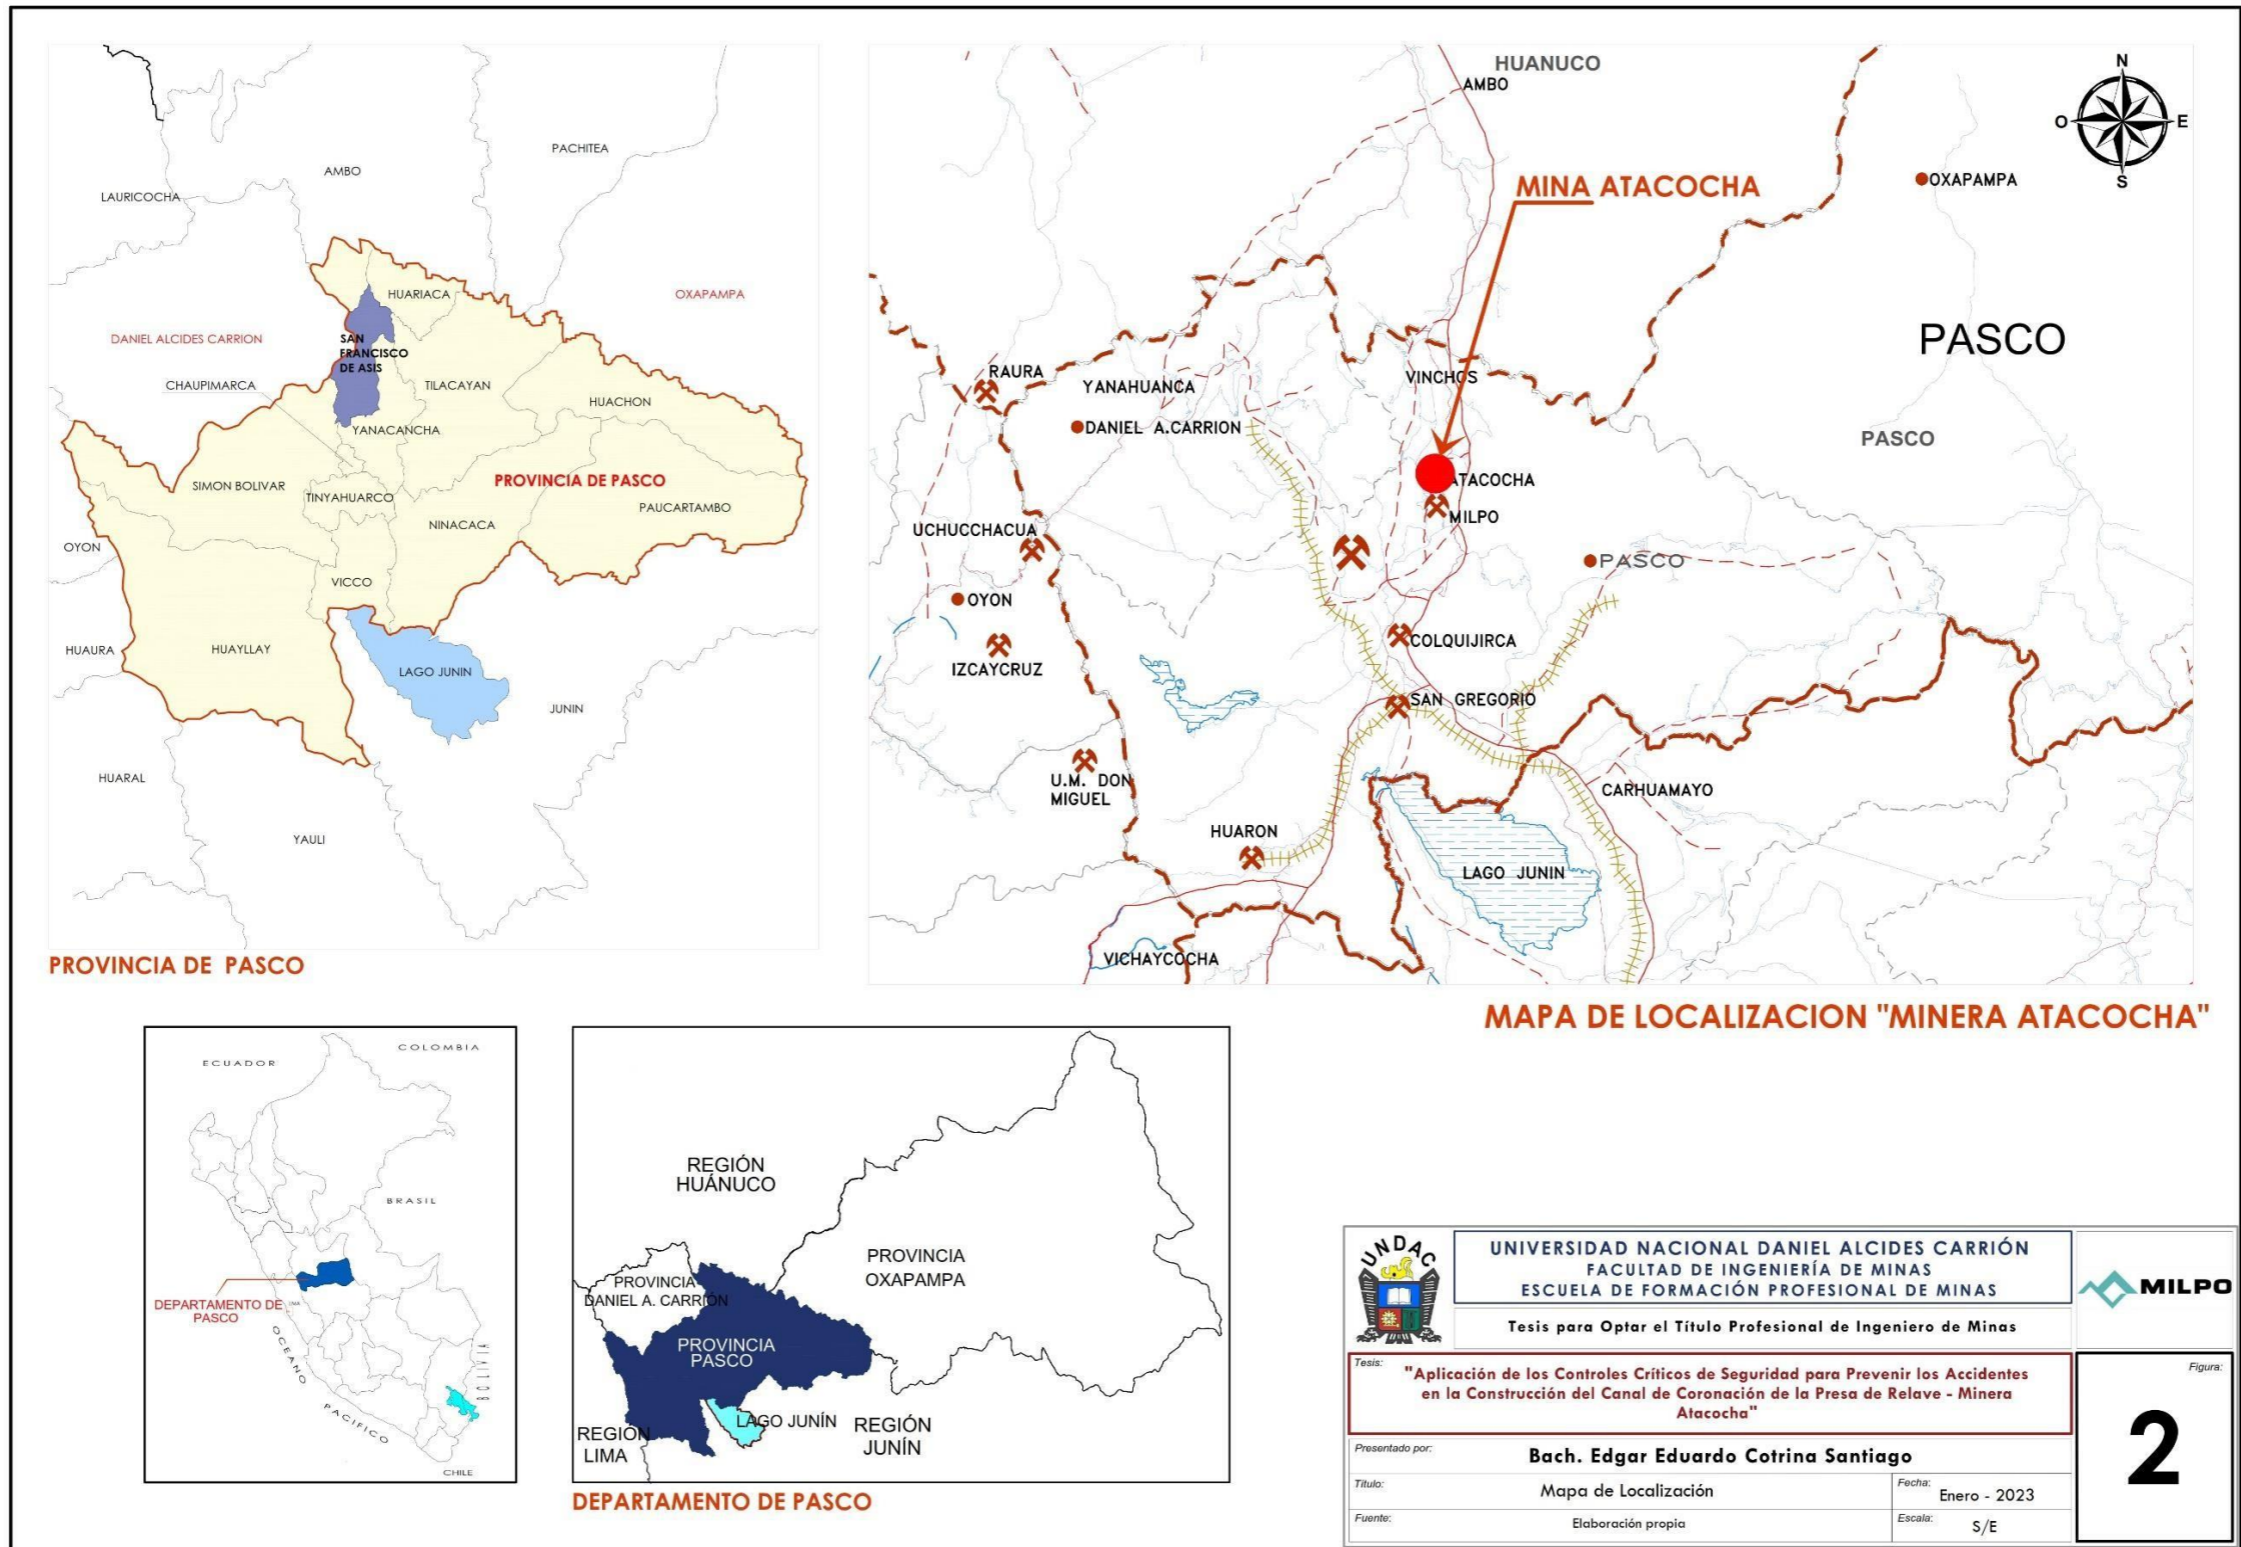 PACHITEA
AMBO
LAURICOCHA
HUARIACA
OXAPAMPA
DANIEL ALCIDES CARRION
SAN
FRANCISCO
DE ASIS
CHAUPIMARCA
TILACAYAN
HUACHON
YANACANCHA
SIMON BOLIVAR
TINYAHUARCO
PROVINCIA DE PASCO
PAUCARTAMBO
NINACACA
OYON
VICCO
HUAURA
HUAYLLAY
LAGO JUNIN
JUNIN
HUARAL
YAULI
PROVINCIA DE PASCO
HUANUCO
AMBO
N
O
E
S
MINA ATACOCHA
OXAPAMPA
PASCO
RAURA
YANAHUANCA
VINCHOS
DANIEL A.CARRION
PASCO
ATACOCHA
MILPO
UCHUCCHACUA
PASCO
OYON
COLQUIJIRCA
IZCAYCRUZ
SAN GREGORIO
U.M. DON
MIGUEL
CARHUAMAYO
HUARON
LAGO JUNIN
VICHAYCOCHA
MAPA DE LOCALIZACION "MINERA ATACOCHA"
COLOMBIA
ECUADOR
BRASIL
DEPARTAMENTO DE
PASCO
OCEANO
PACIFICO
BOLIVIA
CHILE
REGIÓN
HUÁNUCO
PROVINCIA
OXAPAMPA
PROVINCIA
DANIEL A. CARRIÓN
PROVINCIA
PASCO
LAGO JUNÍN
REGIÓN
JUNÍN
REGIÓN
LIMA
DEPARTAMENTO DE PASCO
UNDAC
UNIVERSIDAD NACIONAL DANIEL ALCIDES CARRIÓN
FACULTAD DE INGENIERÍA DE MINAS
ESCUELA DE FORMACIÓN PROFESIONAL DE MINAS
MILPO
Tesis para Optar el Título Profesional de Ingeniero de Minas
Tesis:
"Aplicación de los Controles Críticos de Seguridad para Prevenir los Accidentes
en la Construcción del Canal de Coronación de la Presa de Relave - Minera
Atacocha"
Figura:
2
Presentado por:
Bach. Edgar Eduardo Cotrina Santiago
Título:
Mapa de Localización
Fecha:
Enero - 2023
Fuente:
Elaboración propia
Escala:
S/E